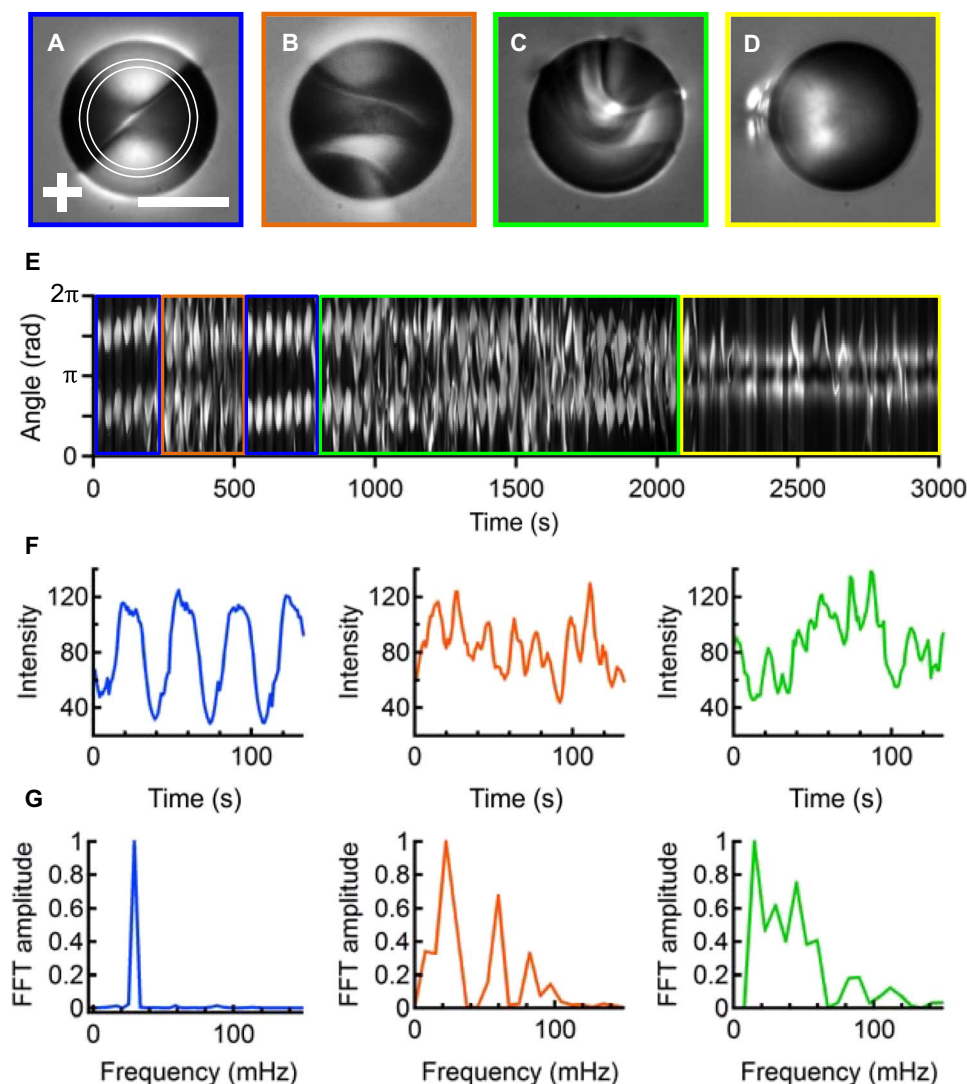 A B C D
E
2π
π
0
Angle (rad)
0 500 1000 1500 2000 2500 3000
Time (s)
F
120
80
40
Intensity
0 100
Time (s)
120
80
40
Intensity
0 100
Time (s)
120
80
40
Intensity
0 100
Time (s)
G
1
0.8
0.6
0.4
0.2
0
FFT amplitude
0 100
Frequency (mHz)
1
0.8
0.6
0.4
0.2
0
FFT amplitude
0 100
Frequency (mHz)
1
0.8
0.6
0.4
0.2
0
FFT amplitude
0 100
Frequency (mHz)